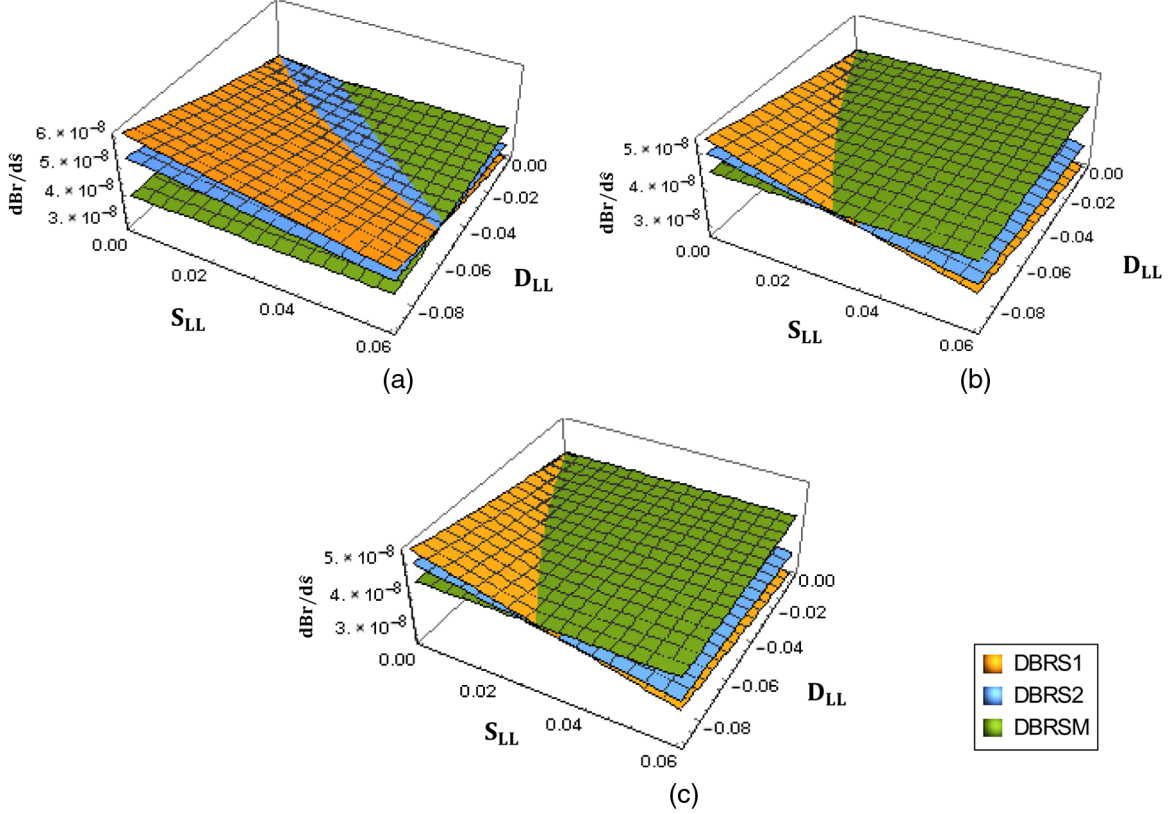 6.×10⁻⁸
5.×10⁻⁸
4.×10⁻⁸
3.×10⁻⁸
dBr/dŝ
0.00
0.02
0.04
0.06
S_LL
0.00
−0.02
−0.04
−0.06
−0.08
D_LL
(a)
5.×10⁻⁸
4.×10⁻⁸
3.×10⁻⁸
dBr/dŝ
0.00
0.02
0.04
0.06
S_LL
0.00
−0.02
−0.04
−0.06
−0.08
D_LL
(b)
5.×10⁻⁸
4.×10⁻⁸
3.×10⁻⁸
dBr/dŝ
0.00
0.02
0.04
0.06
S_LL
0.00
−0.02
−0.04
−0.06
−0.08
D_LL
(c)
DBRS1
DBRS2
DBRSM